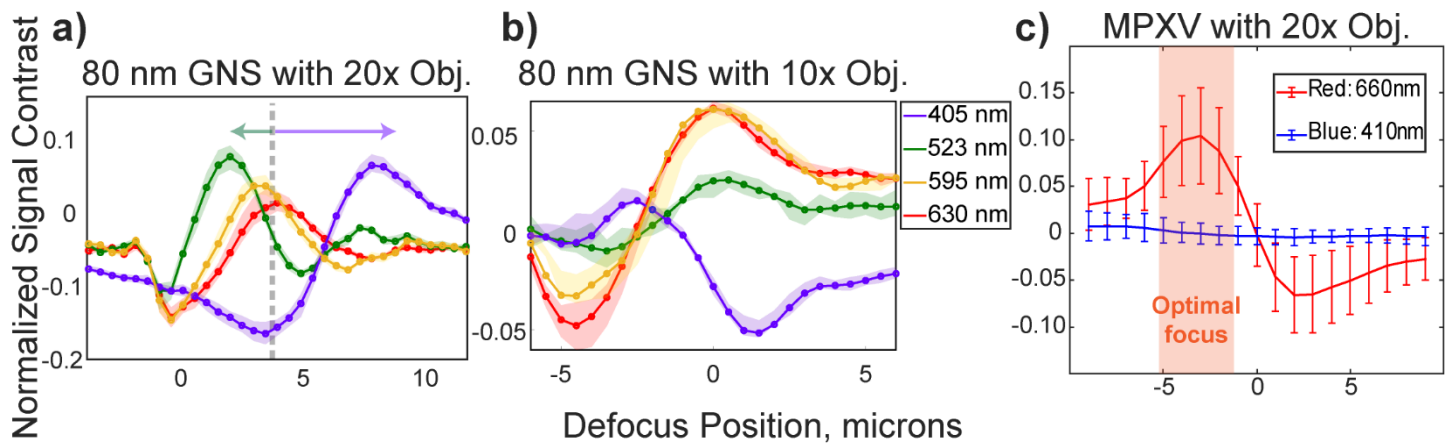 a)
80 nm GNS with 20x Obj.
Normalized Signal Contrast
0.1
0
-0.1
-0.2
0
5
10
b)
80 nm GNS with 10x Obj.
0.05
0
-0.05
-5
0
5
405 nm
523 nm
595 nm
630 nm
c)
MPXV with 20x Obj.
0.15
0.10
0.05
0
-0.05
-0.10
Red: 660nm
Blue: 410nm
Optimal
focus
-5
0
5
Defocus Position, microns